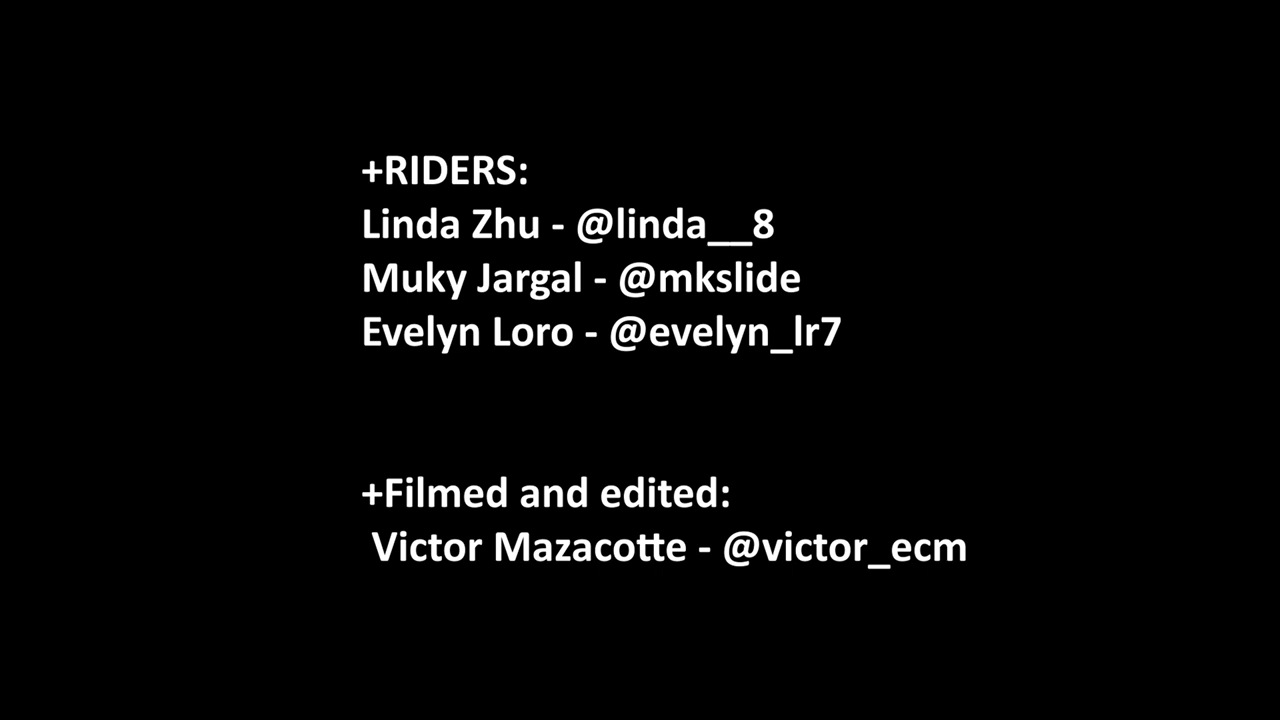 +RIDERS:
Linda Zhu - @linda__8
Muky Jargal - @mkslide
Evelyn Loro - @evelyn_lr7
+Filmed and edited:
Victor Mazacotte - @victor_ecm